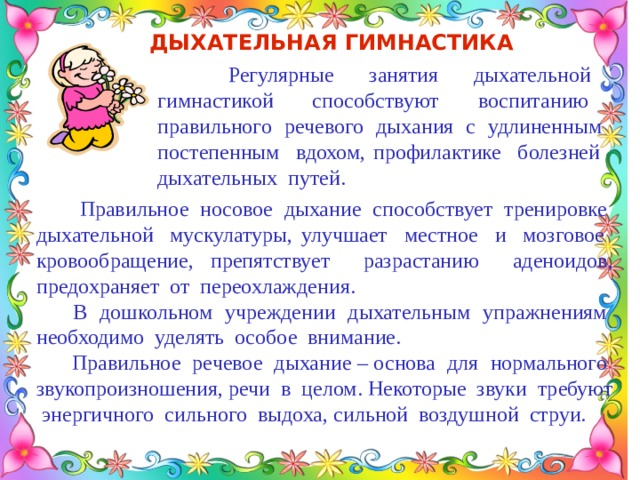 ДЫХАТЕЛЬНАЯ ГИМНАСТИКА
Регулярные занятия дыхательной
гимнастикой способствуют воспитанию
правильного речевого дыхания с удлиненным
постепенным вдохом, профилактике болезней
дыхательных путей.
Правильное носовое дыхание способствует тренировке
дыхательной мускулатуры, улучшает местное и мозговое
кровообращение, препятствует разрастанию аденоидов,
предохраняет от переохлаждения.
В дошкольном учреждении дыхательным упражнениям
необходимо уделять особое внимание.
Правильное речевое дыхание – основа для нормального
звукопроизношения, речи в целом. Некоторые звуки требуют
энергичного сильного выдоха, сильной воздушной струи.